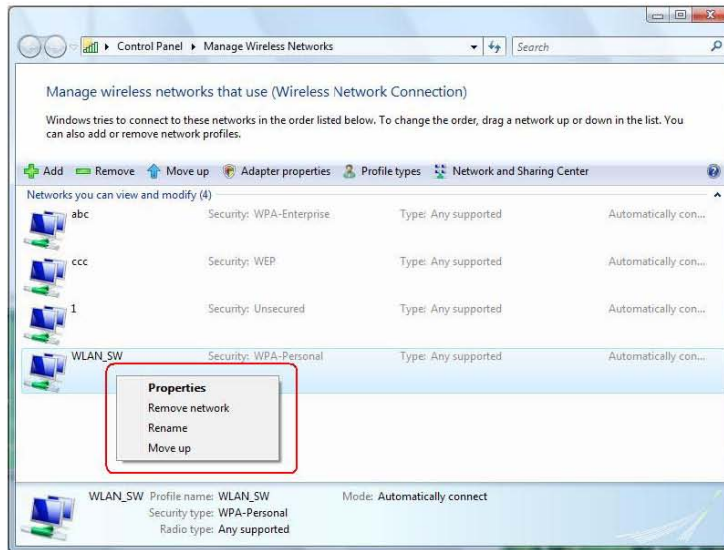 Control Panel Manage Wireless Networks Search
Manage wireless networks that use (Wireless Network Connection)
Windows tries to connect to these networks in the order listed below. To change the order, drag a network up or down in the list. You
can also add or remove network profiles.
Add Remove Move up Adapter properties Profile types Network and Sharing Center
Networks you can view and modify (4)
abc Security: WPA-Enterprise Type: Any supported Automatically con...
ccc Security: WEP Type: Any supported Automatically con...
1 Security: Unsecured Type: Any supported Automatically con...
WLAN_SW Security: WPA-Personal Type: Any supported Automatically con...
Properties
Remove network
Rename
Move up
WLAN_SW Profile name: WLAN_SW Mode: Automatically connect
Security type: WPA-Personal
Radio type: Any supported